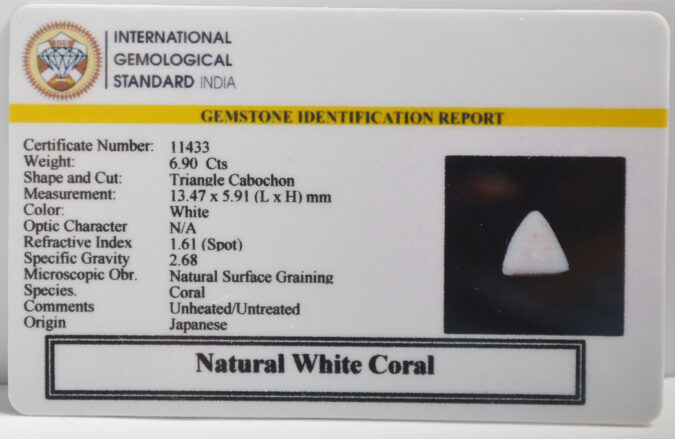 INTERNATIONAL
GEMOLOGICAL
STANDARD INDIA
GEMSTONE IDENTIFICATION REPORT
Certificate Number: 11433
Weight: 6.90 Cts
Shape and Cut: Triangle Cabochon
Measurement: 13.47 x 5.91 (L x H) mm
Color: White
Optic Character N/A
Refractive Index 1.61 (Spot)
Specific Gravity 2.68
Microscopic Obr. Natural Surface Graining
Species. Coral
Comments Unheated/Untreated
Origin Japanese
Natural White Coral